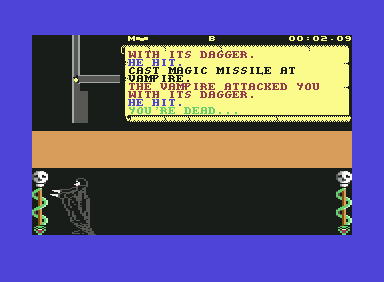 B 00:02.09
WITH ITS DAGGER.
HE HIT.
CAST MAGIC MISSILE AT
VAMPIRE.
THE VAMPIRE ATTACKED YOU
WITH ITS DAGGER.
HE HIT.
YOU'RE DEAD...